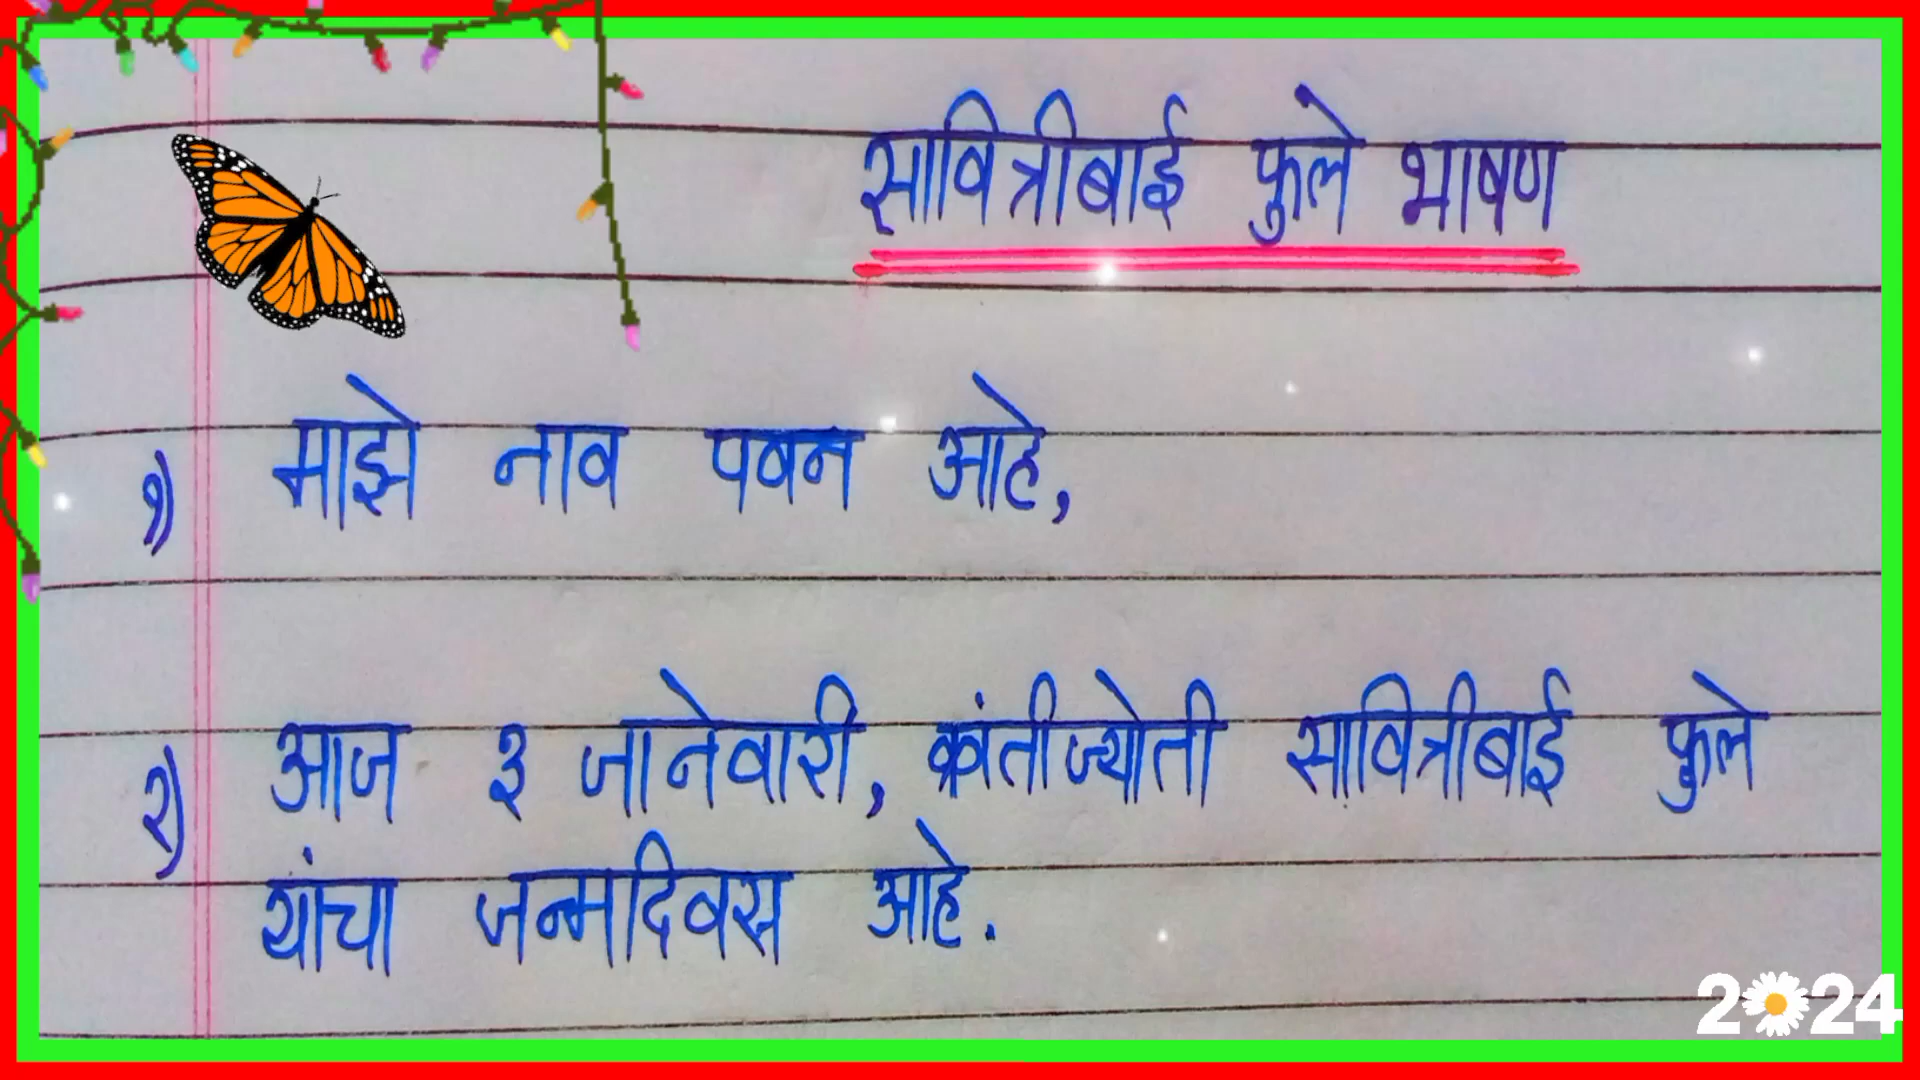 सावित्रीबाई फुले भाषण
१) माझे नाव पवन आहे,
२) आज ३ जानेवारी, क्रांतीज्योती सावित्रीबाई फुले
यांचा जन्मदिवस आहे.
2024